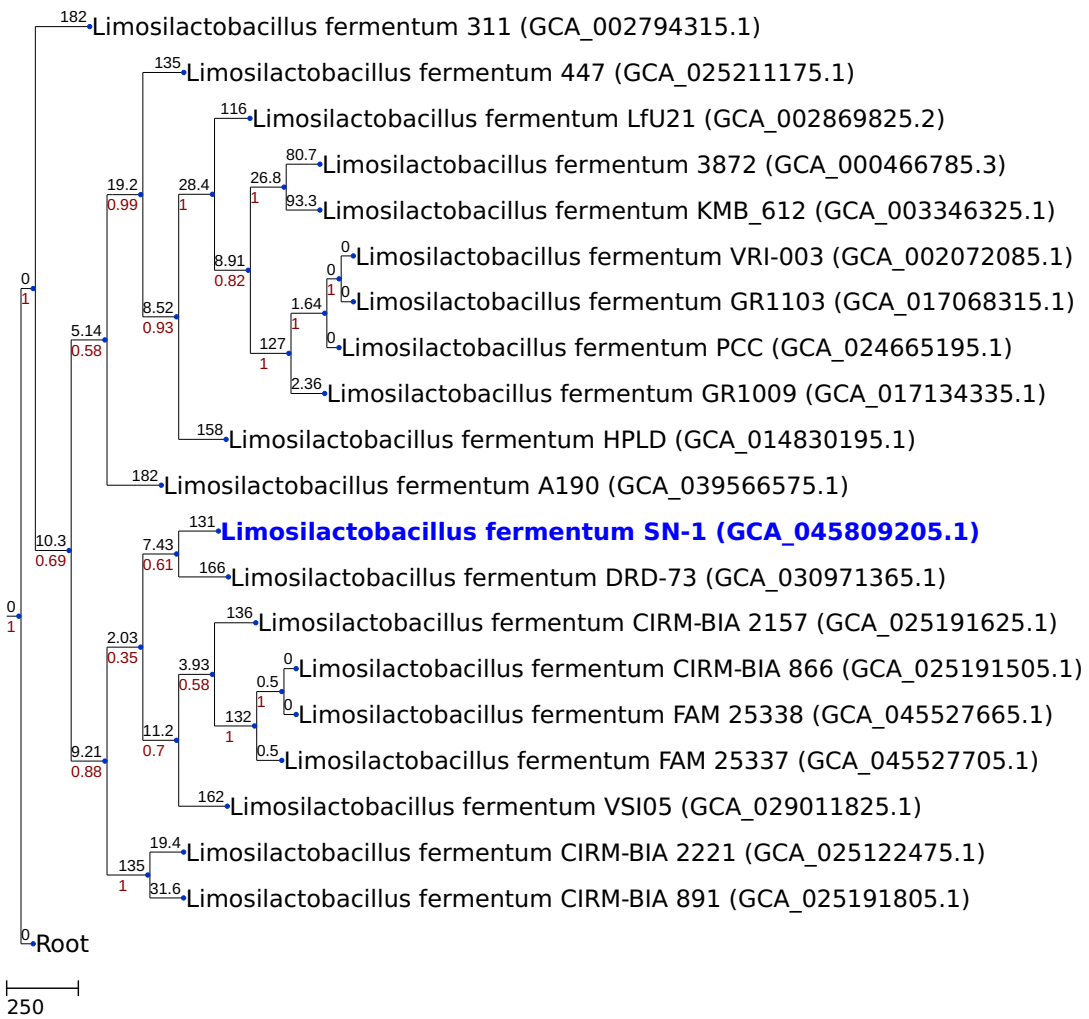 182 Limosilactobacillus fermentum 311 (GCA_002794315.1)
135 Limosilactobacillus fermentum 447 (GCA_025211175.1)
116 Limosilactobacillus fermentum LfU21 (GCA_002869825.2)
80.7 Limosilactobacillus fermentum 3872 (GCA_000466785.3)
19.2 28.4 26.8
0.99 1 1
93.3 Limosilactobacillus fermentum KMB_612 (GCA_003346325.1)
0 Limosilactobacillus fermentum VRI-003 (GCA_002072085.1)
8.91 0
0.82 1
0 1
0 Limosilactobacillus fermentum GR1103 (GCA_017068315.1)
8.52 1.64
0.93 1
5.14 127 0 Limosilactobacillus fermentum PCC (GCA_024665195.1)
0.58 1
2.36 Limosilactobacillus fermentum GR1009 (GCA_017134335.1)
158 Limosilactobacillus fermentum HPLD (GCA_014830195.1)
182 Limosilactobacillus fermentum A190 (GCA_039566575.1)
131 Limosilactobacillus fermentum SN-1 (GCA_045809205.1)
10.3 7.43
0.69 0.61
166 Limosilactobacillus fermentum DRD-73 (GCA_030971365.1)
0
1
136 Limosilactobacillus fermentum CIRM-BIA 2157 (GCA_025191625.1)
2.03
0.35
0 Limosilactobacillus fermentum CIRM-BIA 866 (GCA_025191505.1)
3.93 0.5
0.58 1
0 Limosilactobacillus fermentum FAM 25338 (GCA_045527665.1)
11.2 132
0.7 1
9.21 0.5 Limosilactobacillus fermentum FAM 25337 (GCA_045527705.1)
0.88
162 Limosilactobacillus fermentum VSI05 (GCA_029011825.1)
19.4 Limosilactobacillus fermentum CIRM-BIA 2221 (GCA_025122475.1)
135
1
31.6 Limosilactobacillus fermentum CIRM-BIA 891 (GCA_025191805.1)
0 Root
250